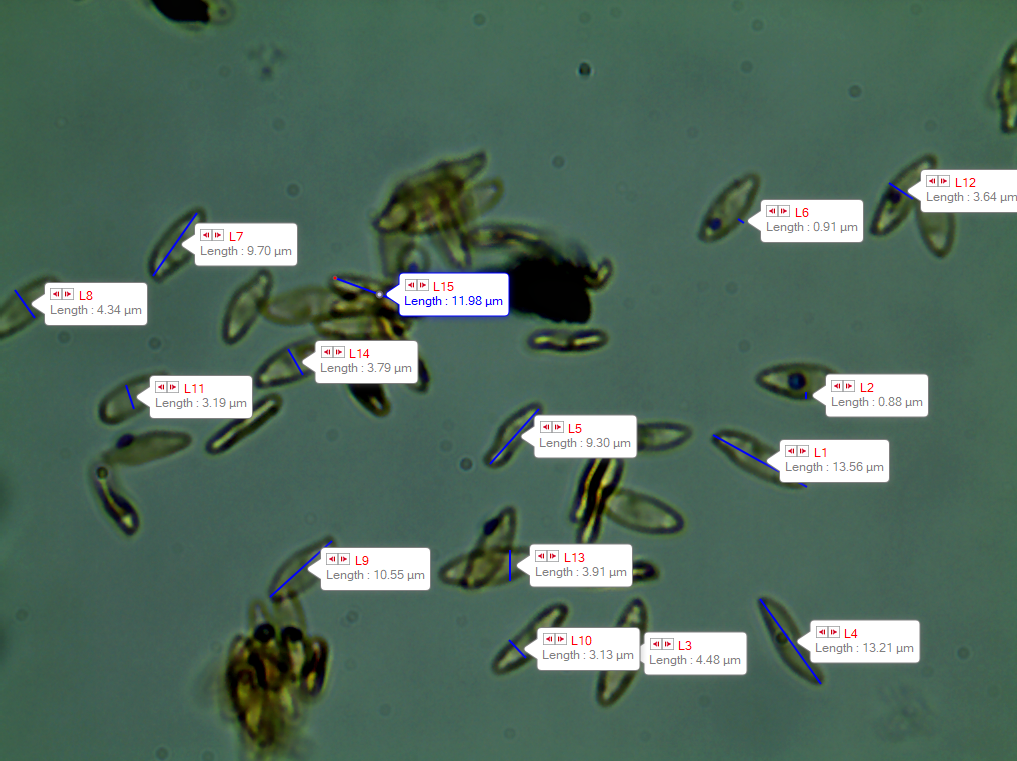 L12
Length : 3.64 μm
L6
Length : 0.91 μm
L7
Length : 9.70 μm
L15
Length : 11.98 μm
L8
Length : 4.34 μm
L14
Length : 3.79 μm
L11
Length : 3.19 μm
L2
Length : 0.88 μm
L5
Length : 9.30 μm
L1
Length : 13.56 μm
L13
Length : 3.91 μm
L9
Length : 10.55 μm
L4
Length : 13.21 μm
L10
Length : 3.13 μm
L3
Length : 4.48 μm